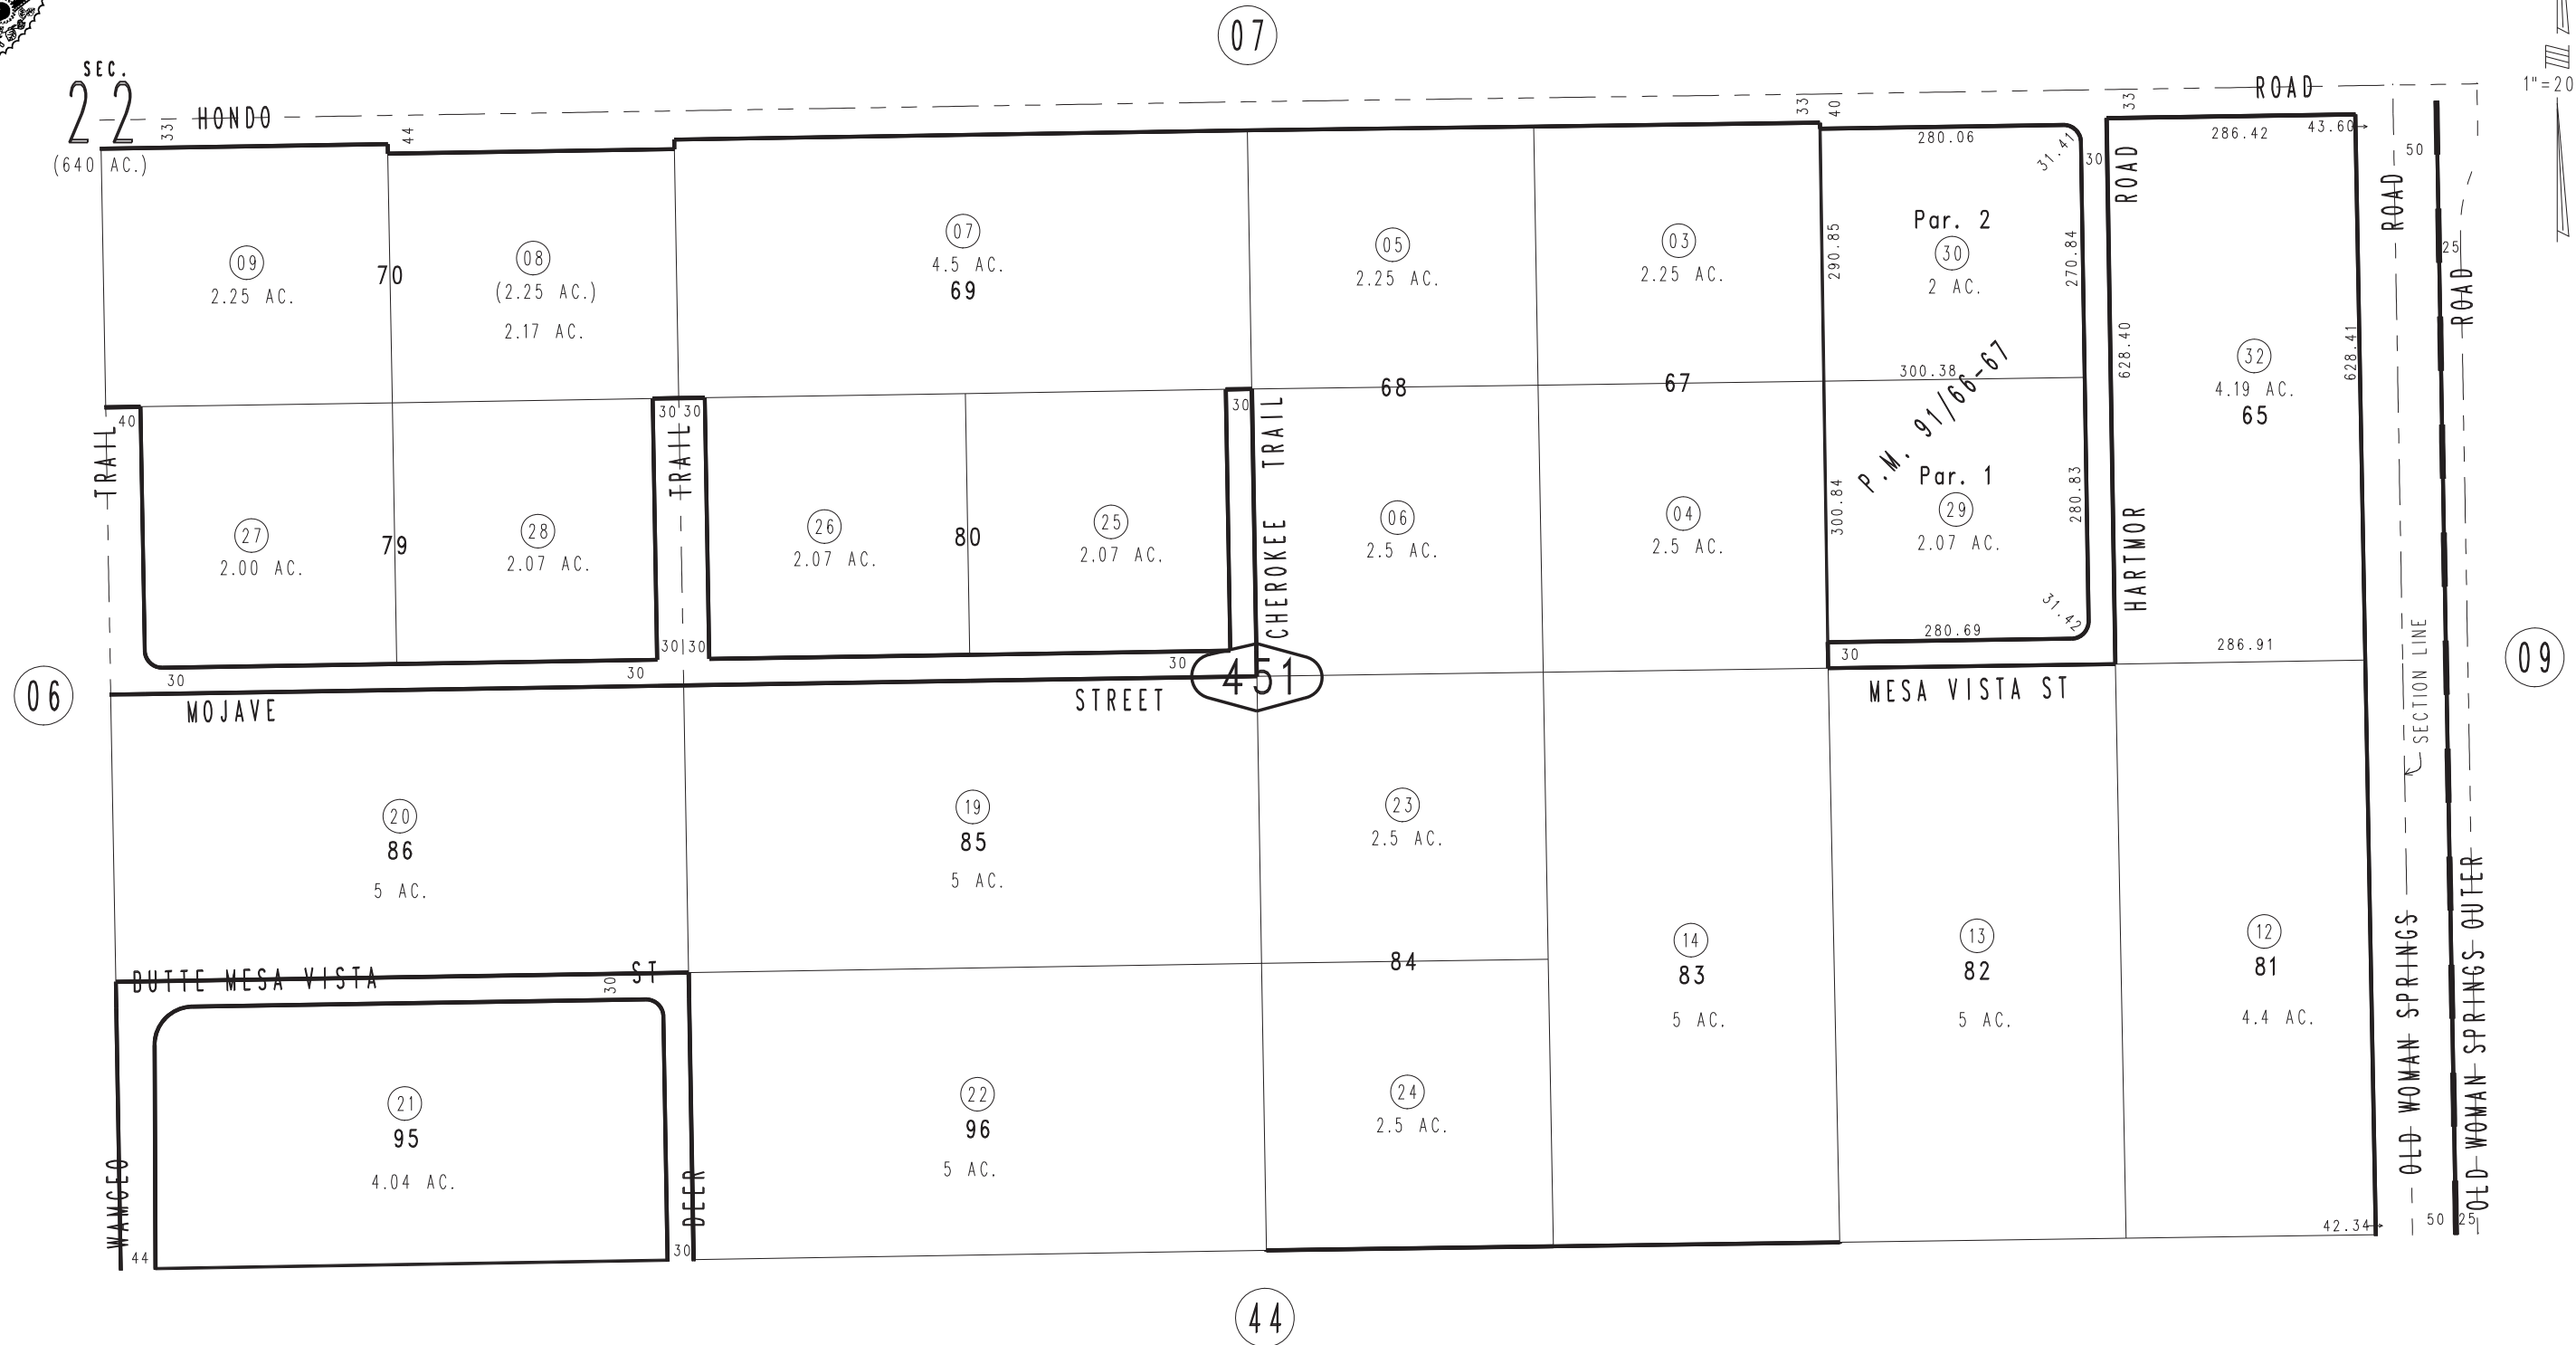 07
SEC.
22
(640 AC.)
HONDO
ROAD
1"=20
33
44
33
40
33
280.06
31.41
30
286.42
43.60
50
ROAD
ROAD
25
ROAD
09
2.25 AC.
70
08
(2.25 AC.)
2.17 AC.
07
4.5 AC.
69
05
2.25 AC.
03
2.25 AC.
290.85
Par. 2
30
2 AC.
270.84
628.40
32
4.19 AC.
65
628.41
68
67
300.38
P.M. 91/66-67
40
TRAIL
30 30
TRAIL
30
CHEROKEE TRAIL
27
2.00 AC.
79
28
2.07 AC.
26
2.07 AC.
80
25
2.07 AC.
06
2.5 AC.
04
2.5 AC.
300.84
Par. 1
29
2.07 AC.
280.83
31.42
280.69
HARTMOR
286.91
SECTION LINE
30
30
30 30
30
30
06
451
09
MOJAVE
STREET
MESA VISTA ST
20
86
5 AC.
19
85
5 AC.
23
2.5 AC.
84
14
83
5 AC.
13
82
5 AC.
12
81
4.4 AC.
BUTTE MESA VISTA
ST
30
21
95
4.04 AC.
22
96
5 AC.
24
2.5 AC.
WAMCEO
44
DEER
30
OLD WOMAN SPRINGS
OLD WOMAN SPRINGS OUTER
42.34
50
25
44